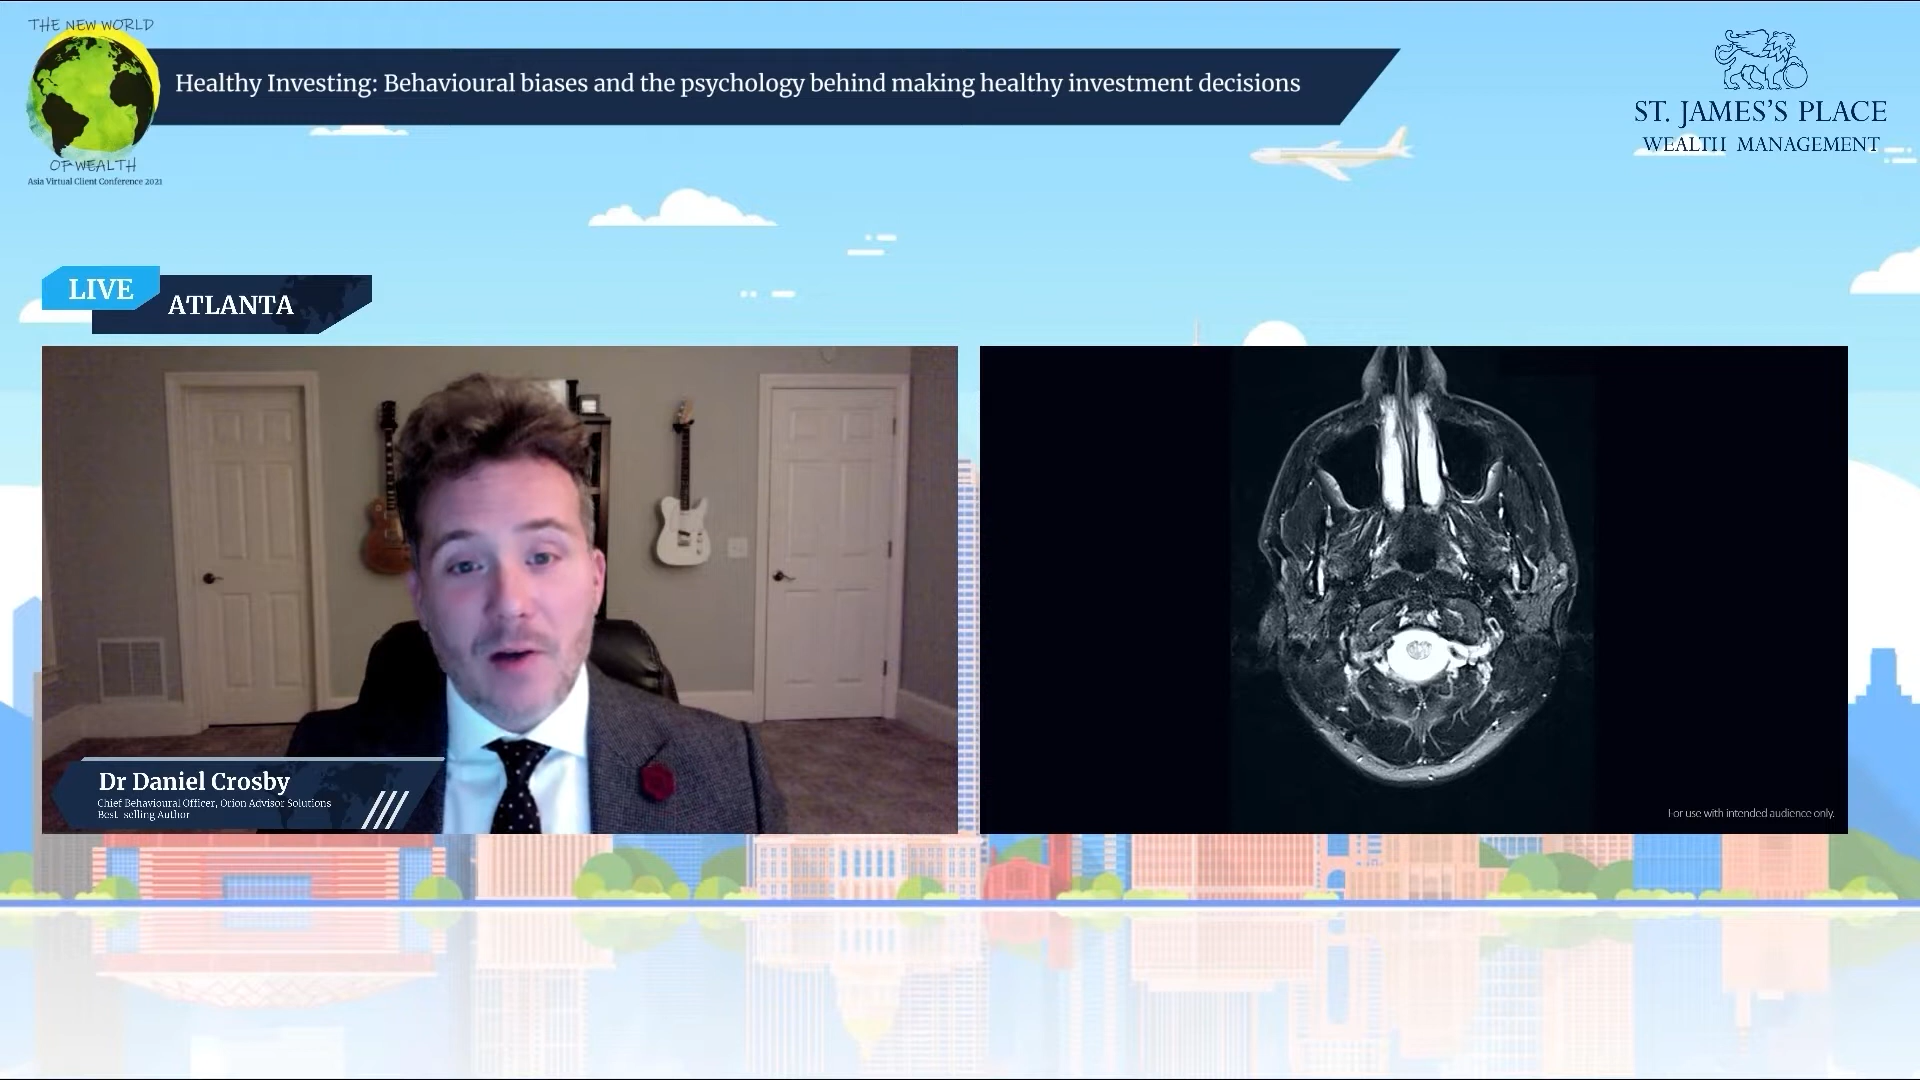 THE NEW WORLD
OF WEALTH
Asia Virtual Client Conference 2021
Healthy Investing: Behavioural biases and the psychology behind making healthy investment decisions
ST. JAMES'S PLACE
WEALTH MANAGEMENT
LIVE
ATLANTA
Dr Daniel Crosby
Chief Behavioural Officer, Orion Advisor Solutions
Best-selling Author
For use with intended audience only.